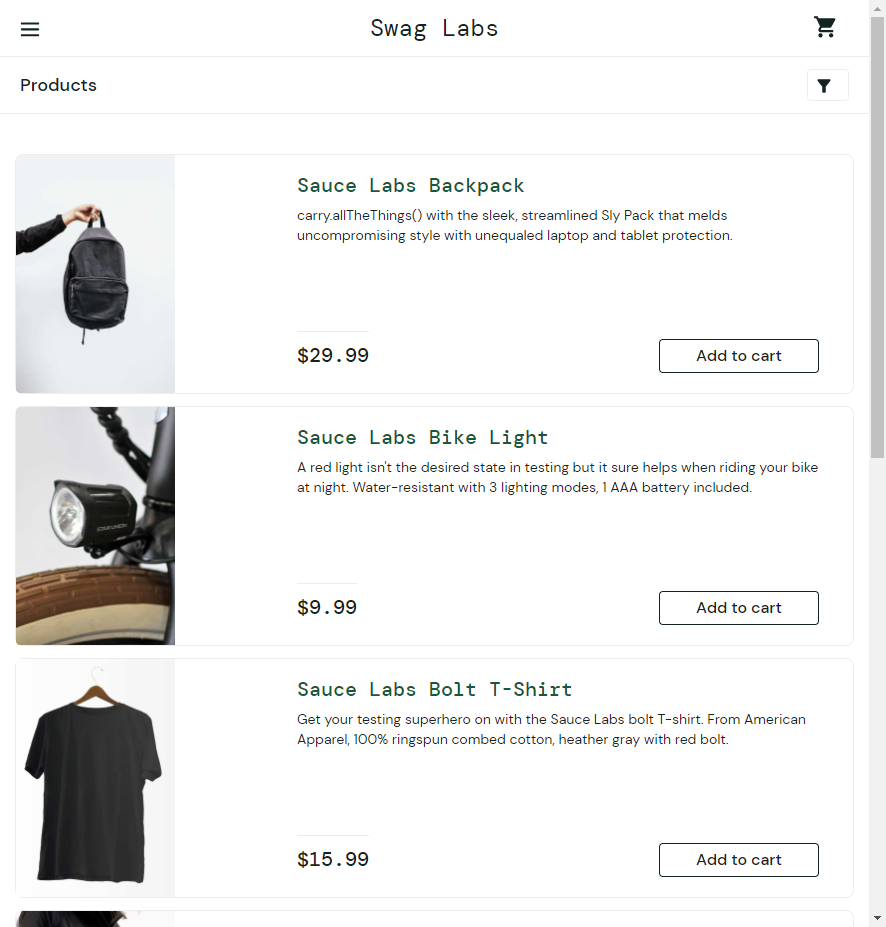 Swag Labs
Products
Sauce Labs Backpack
carry.allTheThings() with the sleek, streamlined Sly Pack that melds
uncompromising style with unequaled laptop and tablet protection.
$29.99
Add to cart
Sauce Labs Bike Light
A red light isn't the desired state in testing but it sure helps when riding your bike
at night. Water-resistant with 3 lighting modes, 1 AAA battery included.
$9.99
Add to cart
Sauce Labs Bolt T-Shirt
Get your testing superhero on with the Sauce Labs bolt T-shirt. From American
Apparel, 100% ringspun combed cotton, heather gray with red bolt.
$15.99
Add to cart